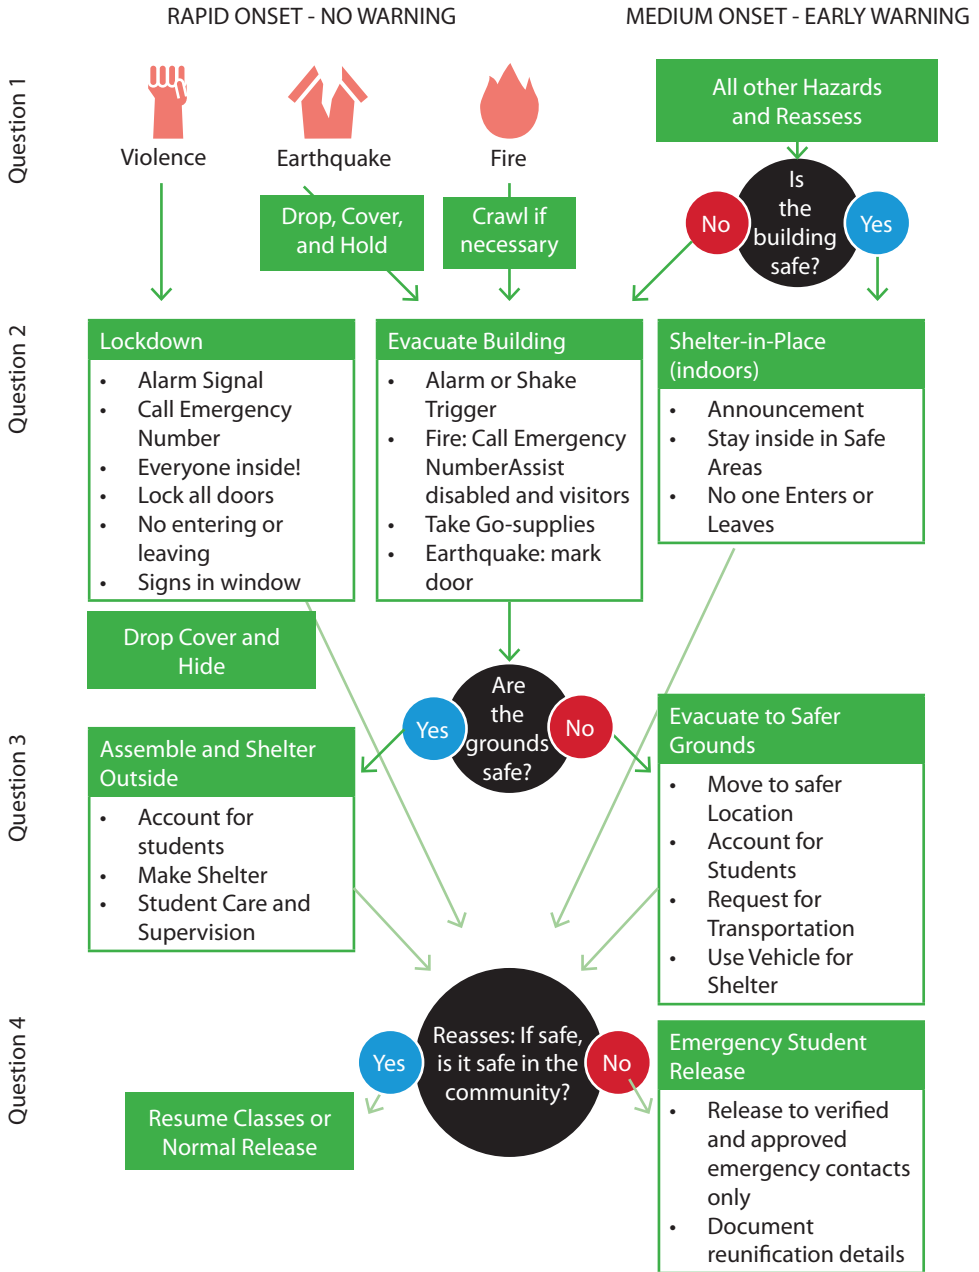 RAPID ONSET - NO WARNING
MEDIUM ONSET - EARLY WARNING
Question 1
Violence
Earthquake
Fire
All other Hazards
and Reassess
Drop, Cover,
and Hold
Crawl if
necessary
No
Is
the
building
safe?
Yes
Question 2
Lockdown
• Alarm Signal
• Call Emergency
Number
• Everyone inside!
• Lock all doors
• No entering or
leaving
• Signs in window
Evacuate Building
• Alarm or Shake
Trigger
• Fire: Call Emergency
NumberAssist
disabled and visitors
• Take Go-supplies
• Earthquake: mark
door
Shelter-in-Place
(indoors)
• Announcement
• Stay inside in Safe
Areas
• No one Enters or
Leaves
Drop Cover and
Hide
Question 3
Yes
Are
the
grounds
safe?
No
Assemble and Shelter
Outside
• Account for
students
• Make Shelter
• Student Care and
Supervision
Evacuate to Safer
Grounds
• Move to safer
Location
• Account for
Students
• Request for
Transportation
• Use Vehicle for
Shelter
Question 4
Yes
Reasses: If safe,
is it safe in the
community?
No
Resume Classes or
Normal Release
Emergency Student
Release
• Release to verified
and approved
emergency contacts
only
• Document
reunification details